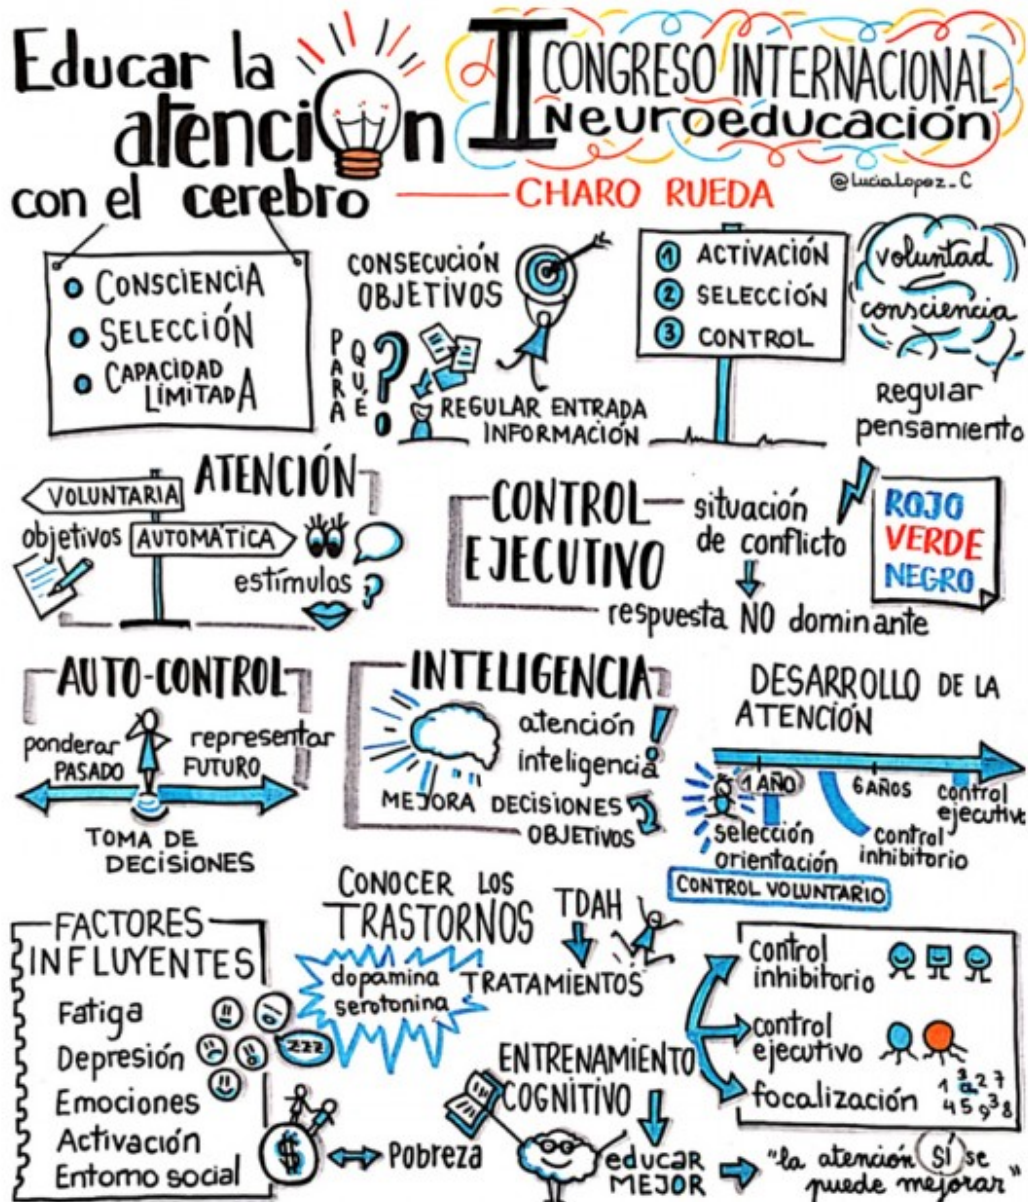 Educar la
atención
con el cerebro
II CONGRESO INTERNACIONAL
Neuroeducación
@LuciaLopez_C
CHARO RUEDA
CONSCIENCIA
SELECCIÓN
CAPACIDAD
LIMITADA
CONSECUCIÓN
OBJETIVOS
PARA
QUÉ
?
REGULAR ENTRADA
INFORMACIÓN
1 ACTIVACIÓN
2 SELECCIÓN
3 CONTROL
voluntad
consciencia
Regular
pensamiento
ATENCIÓN
VOLUNTARIA
objetivos
AUTOMÁTICA
estímulos
?
CONTROL
EJECUTIVO
situación
de conflicto
respuesta NO dominante
ROJO
VERDE
NEGRO
AUTO-CONTROL
ponderar
PASADO
representar
FUTURO
TOMA DE
DECISIONES
INTELIGENCIA
atención
inteligencia
MEJORA DECISIONES
OBJETIVOS
DESARROLLO DE LA
ATENCIÓN
1 AÑO
6 AÑOS
control
ejecutivo
selección
orientación
control
inhibitorio
CONTROL VOLUNTARIO
FACTORES
INFLUYENTES
Fatiga
Depresión
Emociones
Activación
Entorno social
zzz
$
Pobreza
CONOCER LOS
TRASTORNOS
dopamina
serotonina
TDAH
TRATAMIENTOS
ENTRENAMIENTO
COGNITIVO
educar
MEJOR
control
inhibitorio
control
ejecutivo
focalización
"la atención SÍ se
puede mejorar"